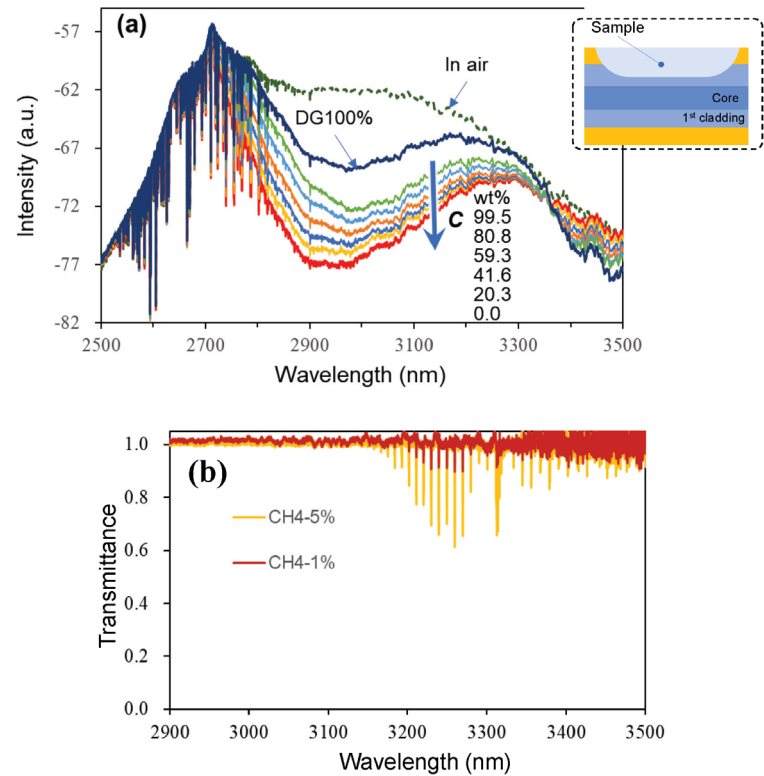 (a)
Intensity (a.u.)
-57
-62
-67
-72
-77
-82
In air
DG100%
C
wt%
99.5
80.8
59.3
41.6
20.3
0.0
2500
2700
2900
3100
3300
3500
Wavelength (nm)
Sample
Core
1st cladding
(b)
Transmittance
1.0
0.8
0.6
0.4
0.2
0.0
CH4-5%
CH4-1%
2900
3000
3100
3200
3300
3400
3500
Wavelength (nm)